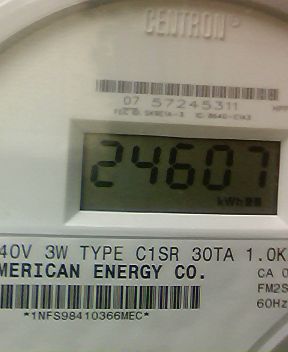 CENTRON®
07 57245311
24607
kWh
40V 3W TYPE C1SR 30TA 1.0K
MERICAN ENERGY CO.
CA 0
FM2S
60Hz
*1NFS98410366MEC*